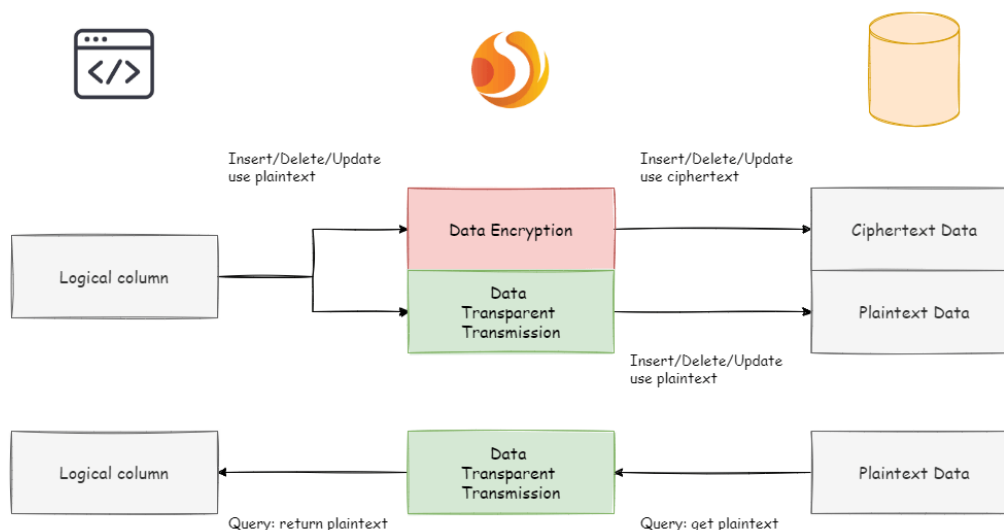 </>
Insert/Delete/Update
use plaintext
Insert/Delete/Update
use ciphertext
Logical column
Data Encryption
Ciphertext Data
Data
Transparent
Transmission
Plaintext Data
Insert/Delete/Update
use plaintext
Logical column
Data
Transparent
Transmission
Plaintext Data
Query: return plaintext
Query: get plaintext